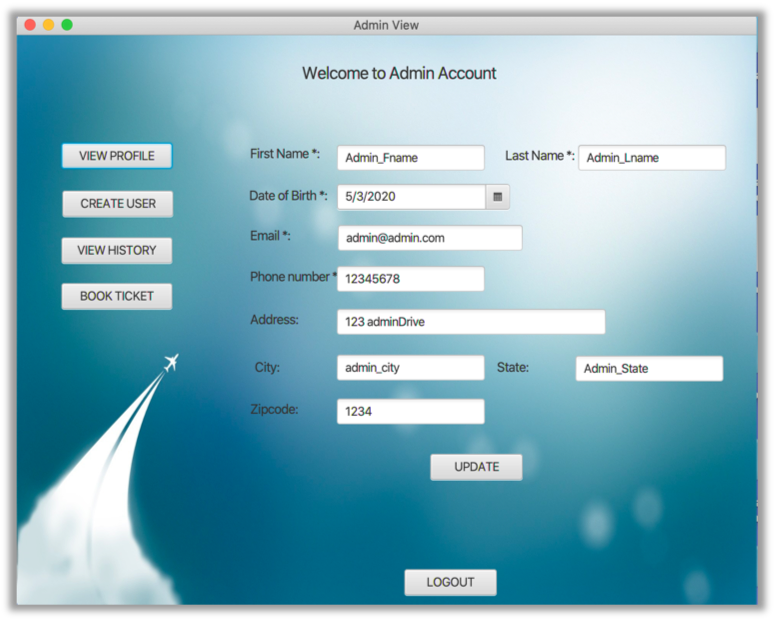 Admin View
Welcome to Admin Account
VIEW PROFILE
CREATE USER
VIEW HISTORY
BOOK TICKET
First Name *: Admin_Fname Last Name *: Admin_Lname
Date of Birth *: 5/3/2020
Email *: admin@admin.com
Phone number * 12345678
Address: 123 adminDrive
City: admin_city State: Admin_State
Zipcode: 1234
UPDATE
LOGOUT